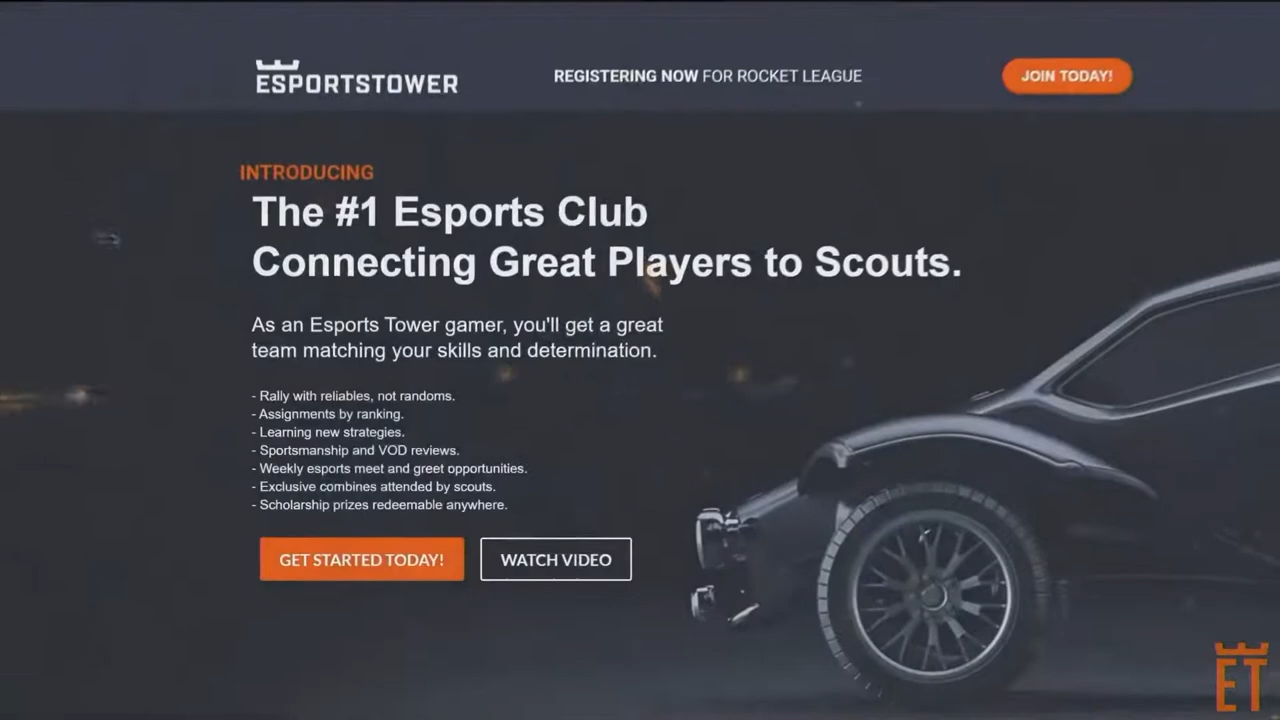 ESPORTSTOWER
REGISTERING NOW FOR ROCKET LEAGUE
JOIN TODAY!
INTRODUCING
The #1 Esports Club
Connecting Great Players to Scouts.
As an Esports Tower gamer, you'll get a great
team matching your skills and determination.
- Rally with reliables, not randoms.
- Assignments by ranking.
- Learning new strategies.
- Sportsmanship and VOD reviews.
- Weekly esports meet and greet opportunities.
- Exclusive combines attended by scouts.
- Scholarship prizes redeemable anywhere.
GET STARTED TODAY!
WATCH VIDEO
ET